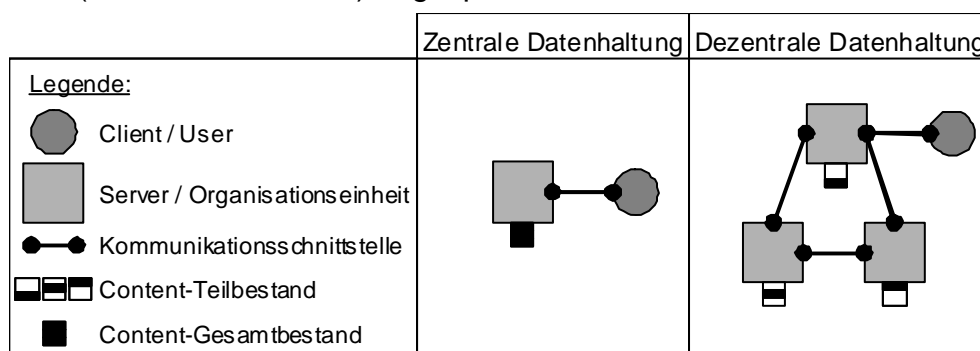 Zentrale Datenhaltung
Dezentrale Datenhaltung
Legende:
Client / User
Server / Organisationseinheit
Kommunikationsschnittstelle
Content-Teilbestand
Content-Gesamtbestand